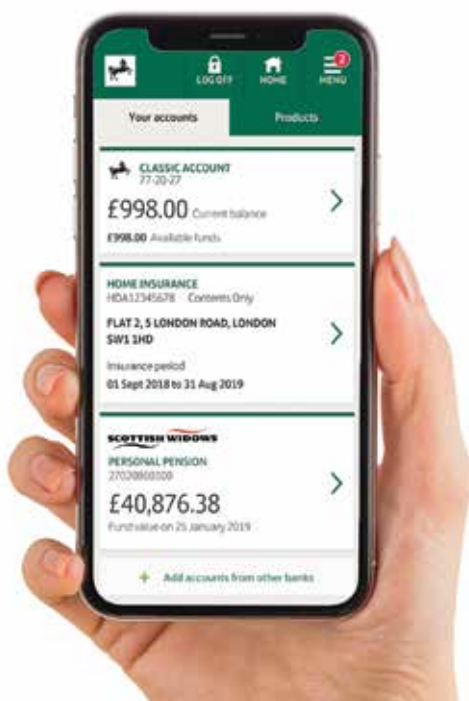 2
LOG OFF HOME MENU
Your accounts Products
CLASSIC ACCOUNT
77-20-27
£998.00 Current balance
£998.00 Available funds
HOME INSURANCE
HDA12345678 Contents Only
FLAT 2, 5 LONDON ROAD, LONDON
SW1 1HD
Insurance period
01 Sept 2018 to 31 Aug 2019
SCOTTISH WIDOWS
PERSONAL PENSION
£40,876.38
Fund value on 25 January 2019
+ Add accounts from other banks